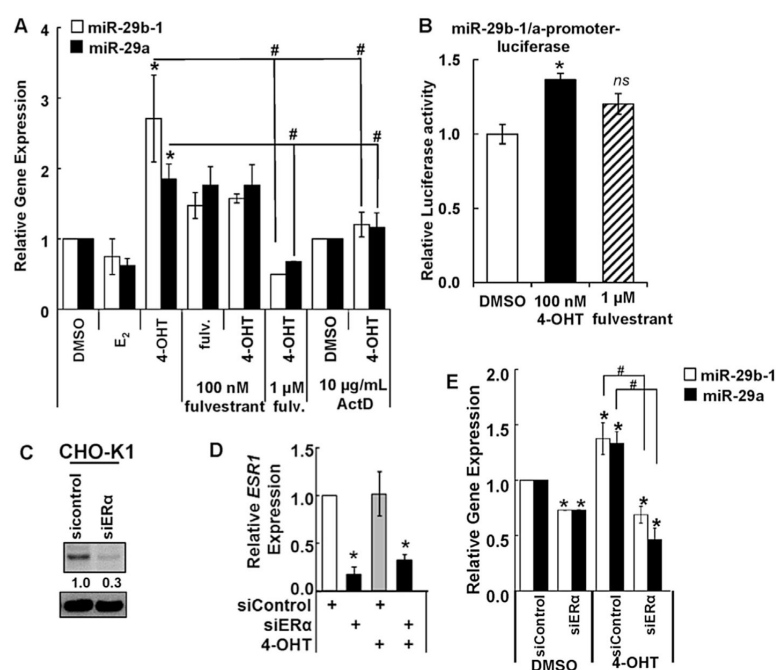 A
miR-29b-1
miR-29a
Relative Gene Expression
4
3
2
1
0
*
*
#
#
#
#
DMSO
E2
4-OHT
fulv.
4-OHT
4-OHT
DMSO
4-OHT
100 nM
fulvestrant
1 µM
fulv.
10 µg/mL
ActD
B
miR-29b-1/a-promoter-
luciferase
Relative Luciferase activity
1.5
1.0
0.5
0.0
*
ns
DMSO
100 nM
4-OHT
1 µM
fulvestrant
C
CHO-K1
sicontrol
siERα
1.0 0.3
D
Relative ESR1
Expression
1.5
1.0
0.5
0.0
*
*
siControl + +
siERα + +
4-OHT + +
E
miR-29b-1
miR-29a
Relative Gene Expression
2.0
1.5
1.0
0.5
0.0
#
#
* *
* *
*
*
siControl
siERα
siControl
siERα
DMSO
4-OHT